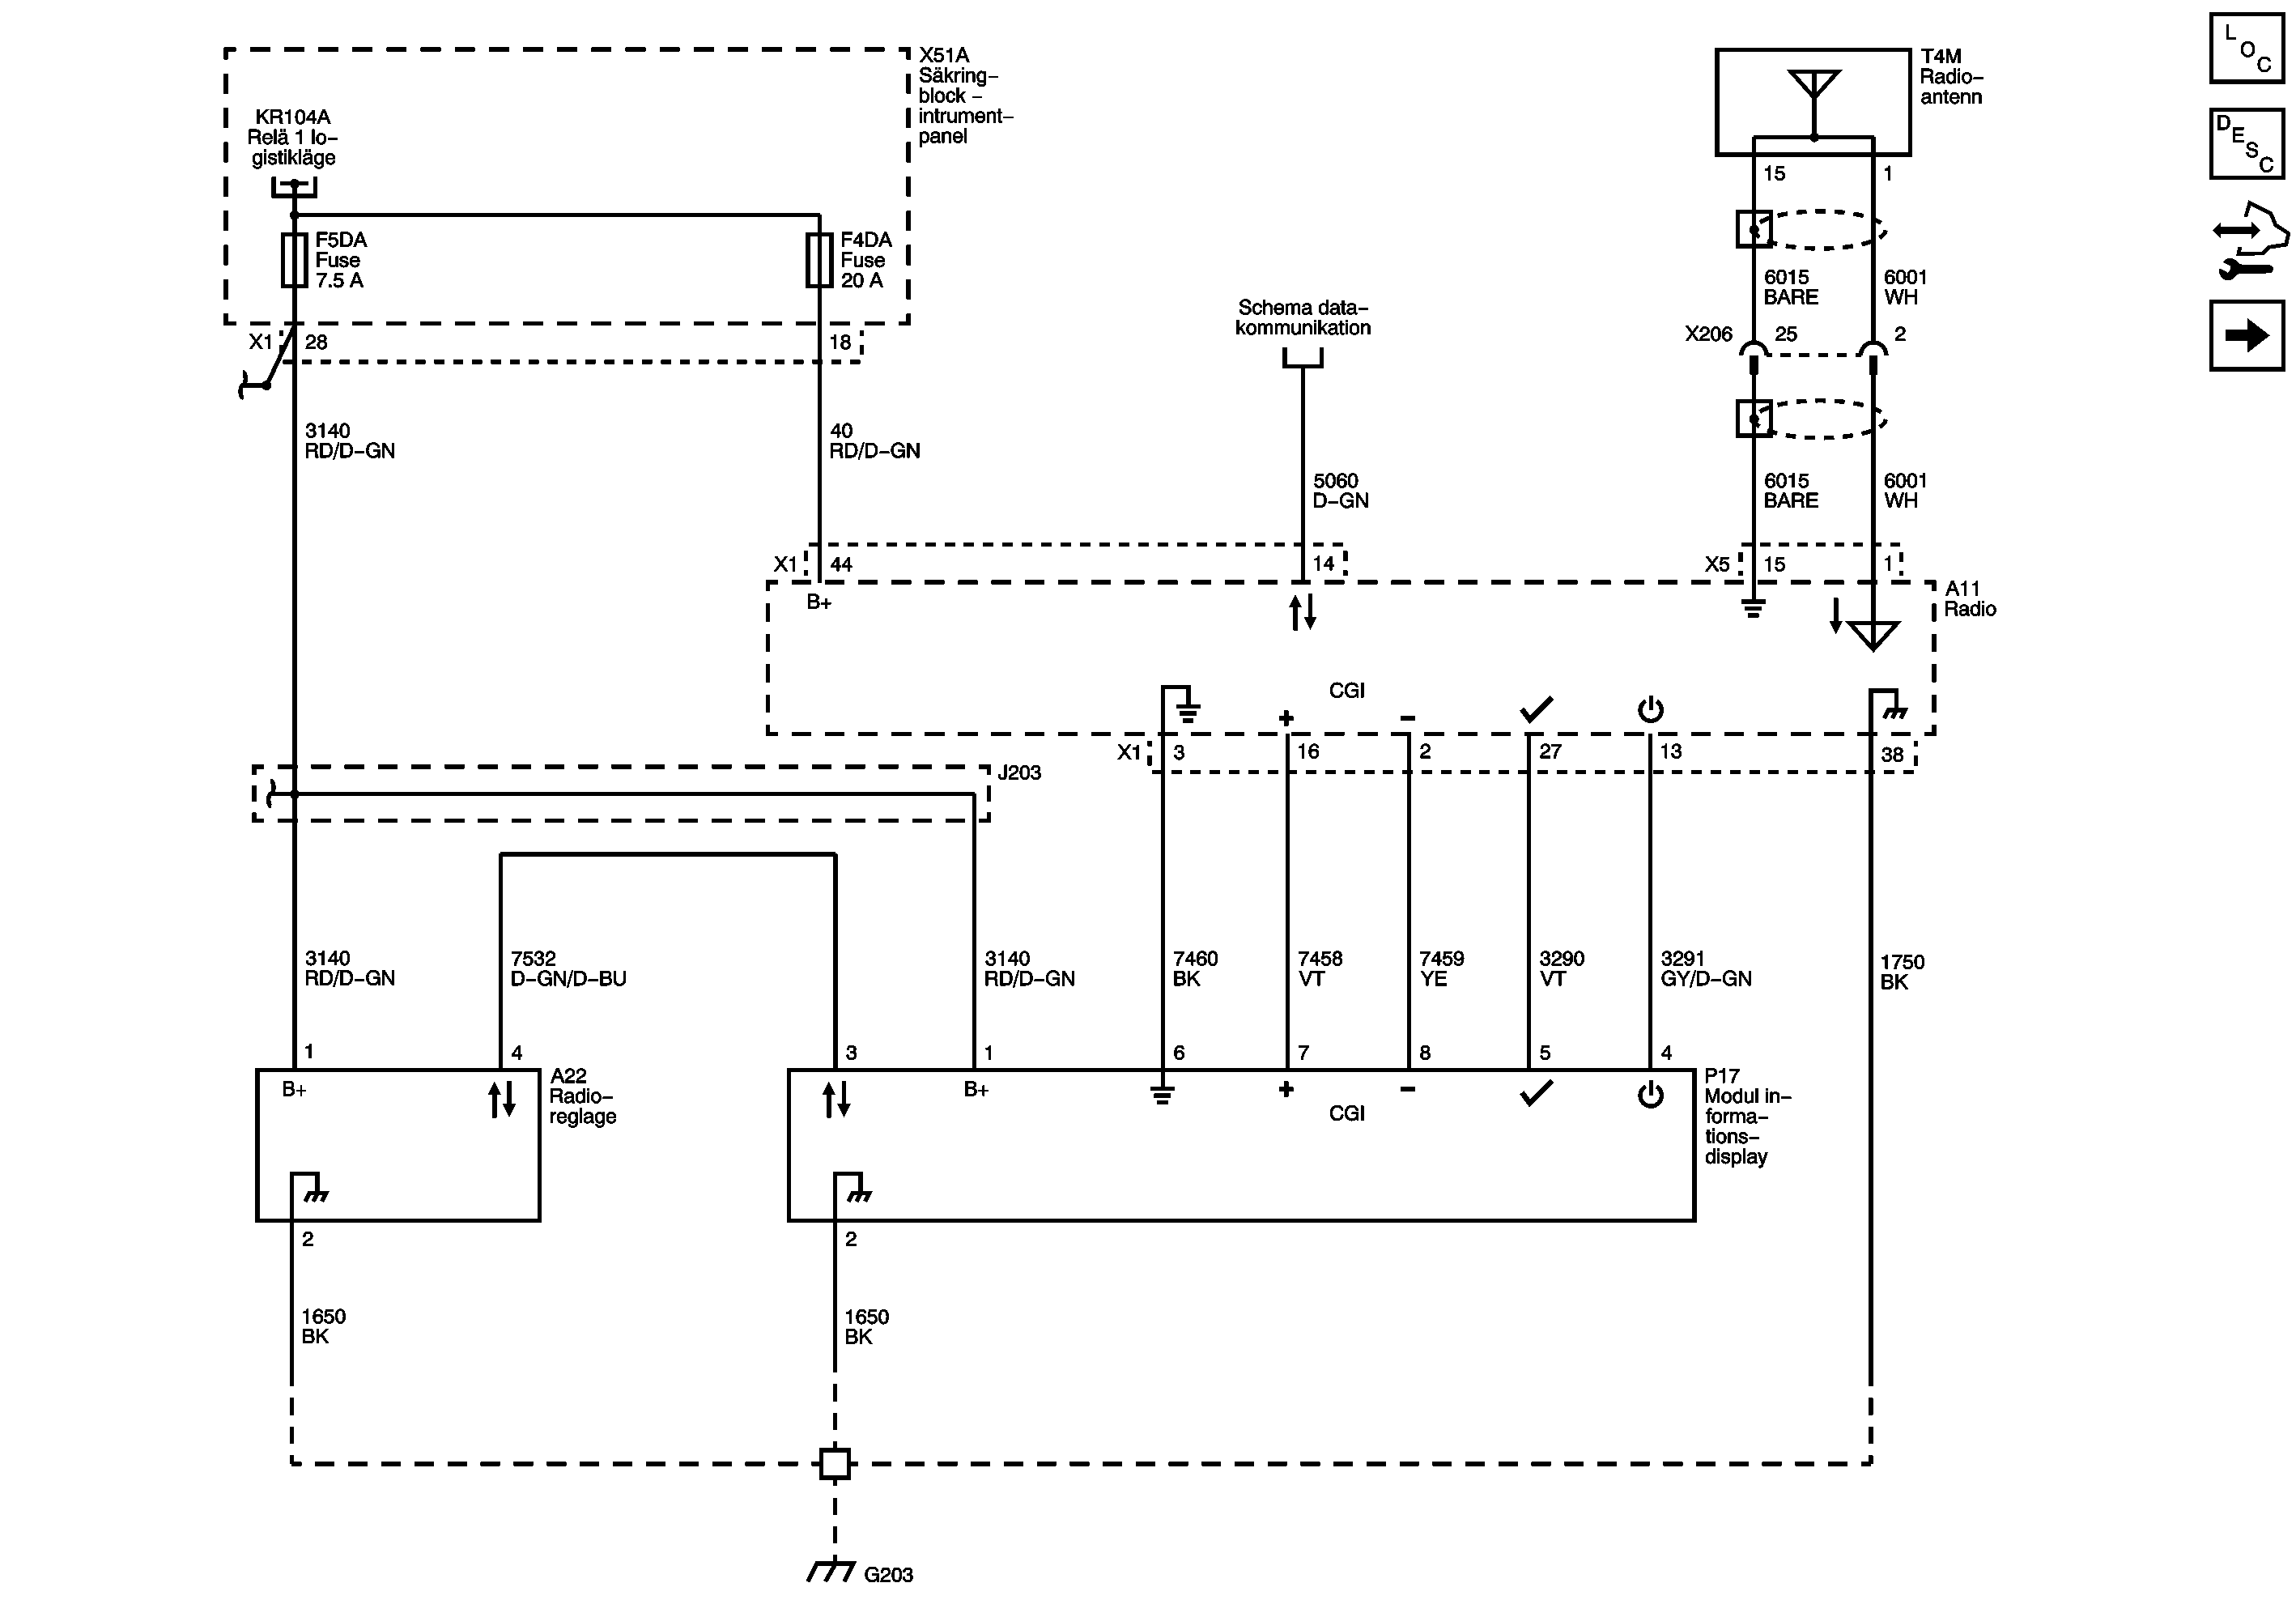 X51A
Säkring–
block –
intrument–
panel
KR104A
Relä 1 lo–
gistikläge
F5DA
Fuse
7.5 A
F4DA
Fuse
20 A
X1
28
18
3140
RD/D–GN
40
RD/D–GN
Schema data–
kommunikation
5060
D–GN
T4M
Radio–
antenn
15
1
6015
BARE
6001
WH
X206
25
2
6015
BARE
6001
WH
LOC
DESC
X1
44
14
X5
15
1
B+
A11
Radio
CGI
+
–
X1
3
16
2
27
13
38
J203
3140
RD/D–GN
7532
D–GN/D–BU
3140
RD/D–GN
7460
BK
7458
VT
7459
YE
3290
VT
3291
GY/D–GN
1750
BK
1
4
3
1
6
7
8
5
4
B+
A22
Radio–
reglage
B+
+
–
CGI
P17
Modul in–
forma–
tions–
display
2
2
1650
BK
1650
BK
G203